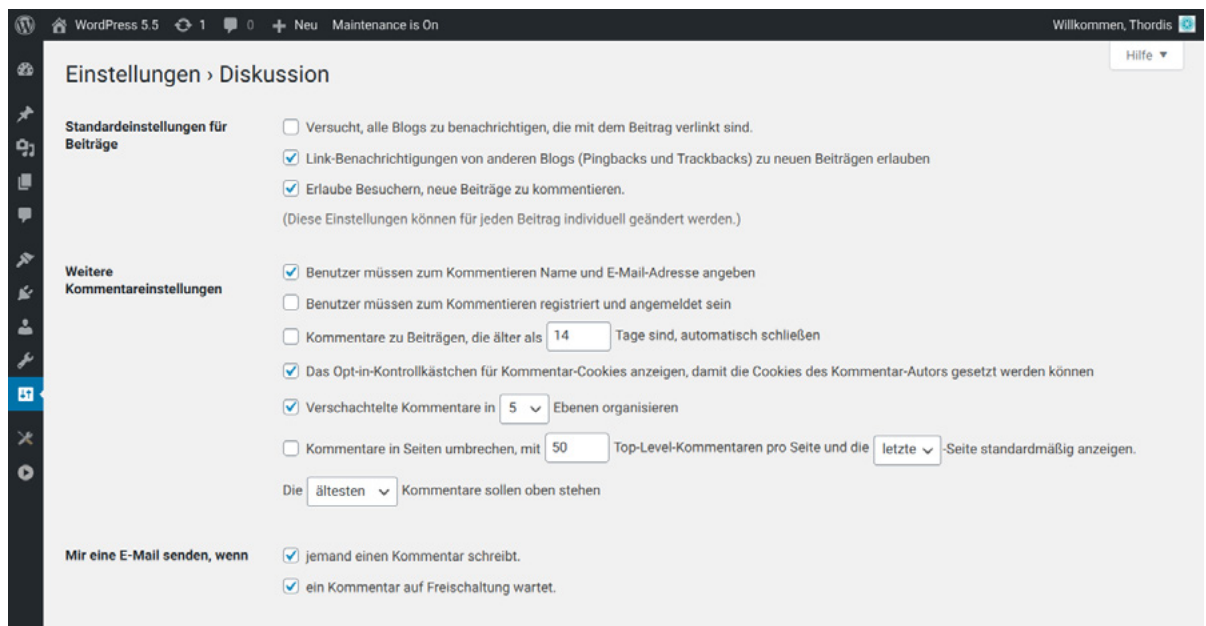 WordPress 5.5 1 0 Neu Maintenance is On Willkommen, Thordis
Hilfe
Einstellungen › Diskussion
Standardeinstellungen für
Beiträge
Versucht, alle Blogs zu benachrichtigen, die mit dem Beitrag verlinkt sind.
Link-Benachrichtigungen von anderen Blogs (Pingbacks und Trackbacks) zu neuen Beiträgen erlauben
Erlaube Besuchern, neue Beiträge zu kommentieren.
(Diese Einstellungen können für jeden Beitrag individuell geändert werden.)
Weitere
Kommentareinstellungen
Benutzer müssen zum Kommentieren Name und E-Mail-Adresse angeben
Benutzer müssen zum Kommentieren registriert und angemeldet sein
Kommentare zu Beiträgen, die älter als 14 Tage sind, automatisch schließen
Das Opt-in-Kontrollkästchen für Kommentar-Cookies anzeigen, damit die Cookies des Kommentar-Autors gesetzt werden können
Verschachtelte Kommentare in 5 Ebenen organisieren
Kommentare in Seiten umbrechen, mit 50 Top-Level-Kommentaren pro Seite und die letzte -Seite standardmäßig anzeigen.
Die ältesten Kommentare sollen oben stehen
Mir eine E-Mail senden, wenn
jemand einen Kommentar schreibt.
ein Kommentar auf Freischaltung wartet.